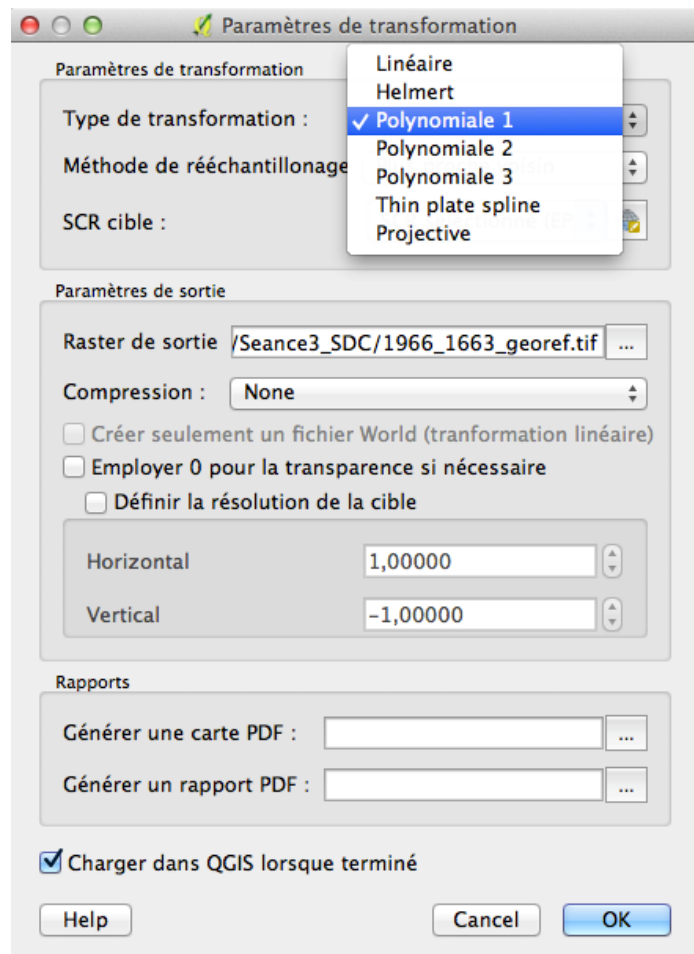 Paramètres de transformation
Paramètres de transformation
Type de transformation :
Linéaire
Helmert
✓ Polynomiale 1
Polynomiale 2
Polynomiale 3
Thin plate spline
Projective
Méthode de rééchantillonage
SCR cible :
Paramètres de sortie
Raster de sortie /Seance3_SDC/1966_1663_georef.tif ...
Compression : None
Créer seulement un fichier World (tranformation linéaire)
Employer 0 pour la transparence si nécessaire
Définir la résolution de la cible
Horizontal 1,00000
Vertical -1,00000
Rapports
Générer une carte PDF : ...
Générer un rapport PDF : ...
Charger dans QGIS lorsque terminé
Help Cancel OK